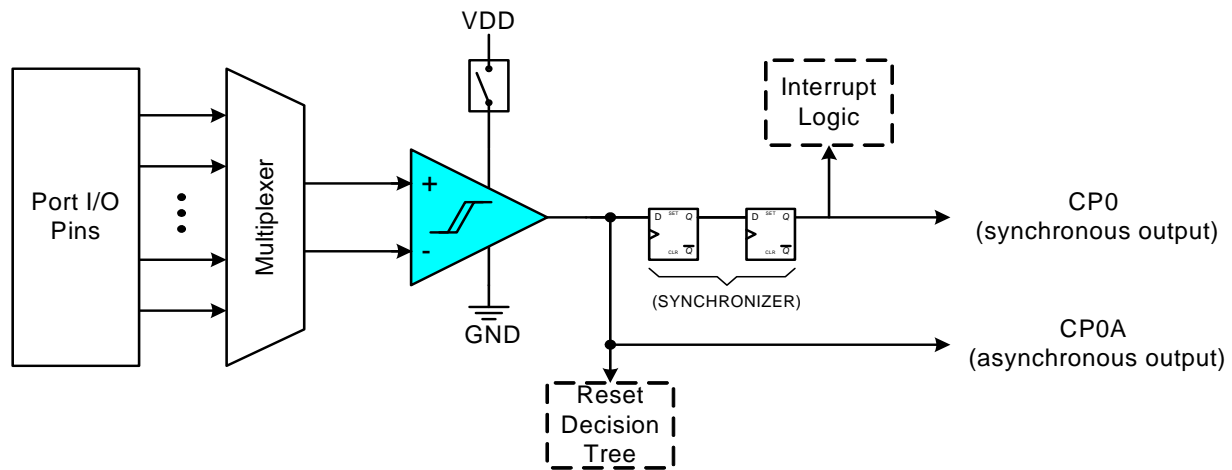 VDD
Port I/O
Pins
Multiplexer
+
-
GND
D
SET
Q
CLR
Q
D
SET
Q
CLR
Q
(SYNCHRONIZER)
Interrupt
Logic
CP0
(synchronous output)
CP0A
(asynchronous output)
Reset
Decision
Tree